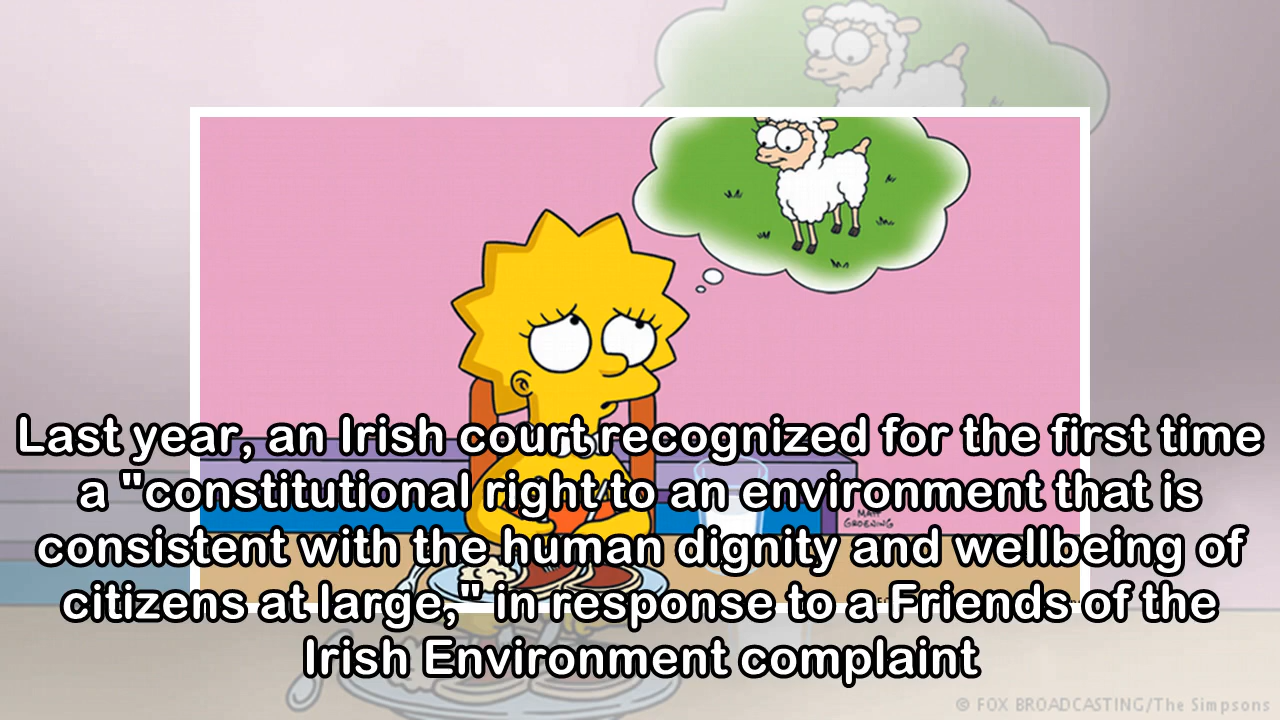 Last year, an Irish court recognized for the first time
a "constitutional right to an environment that is
consistent with the human dignity and wellbeing of
citizens at large," in response to a Friends of the
Irish Environment complaint
MATT
GROENING
© FOX BROADCASTING/The Simpsons